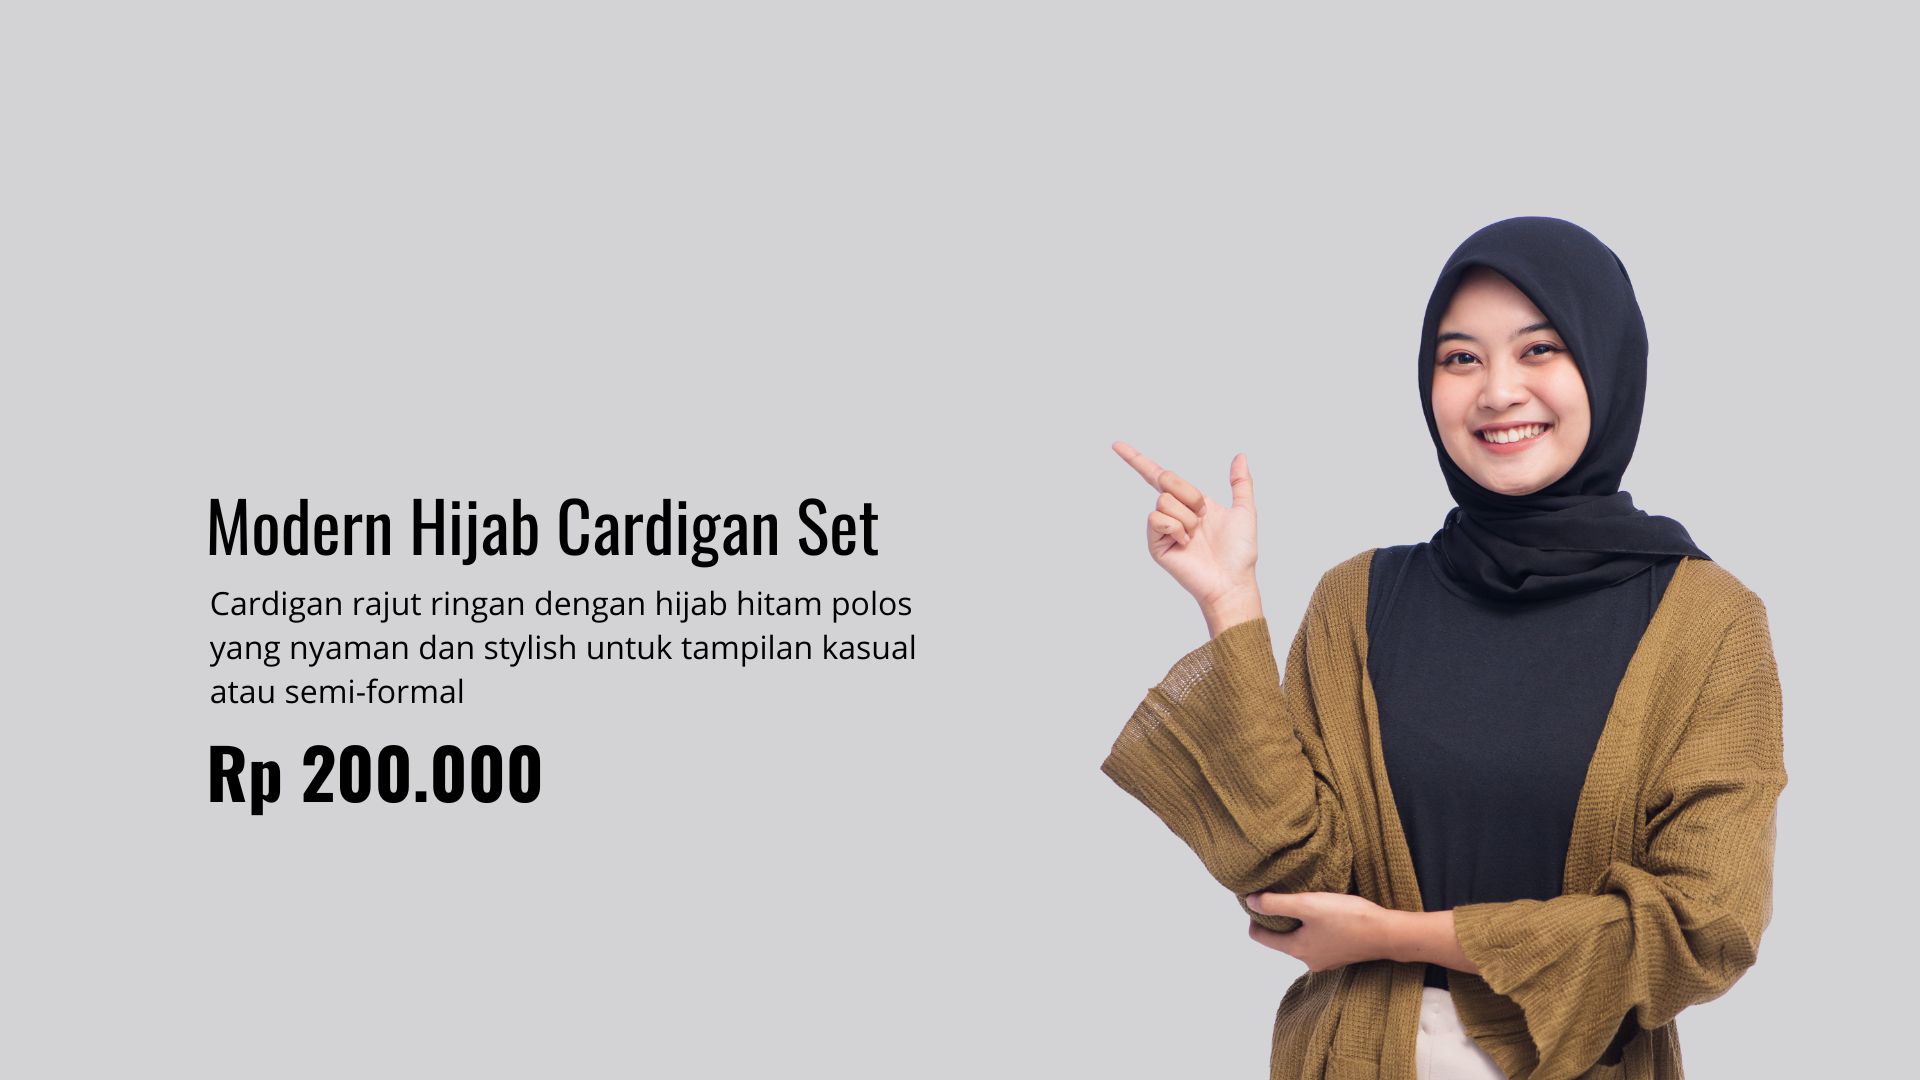 Modern Hijab Cardigan Set
Cardigan rajut ringan dengan hijab hitam polos
yang nyaman dan stylish untuk tampilan kasual
atau semi-formal
Rp 200.000